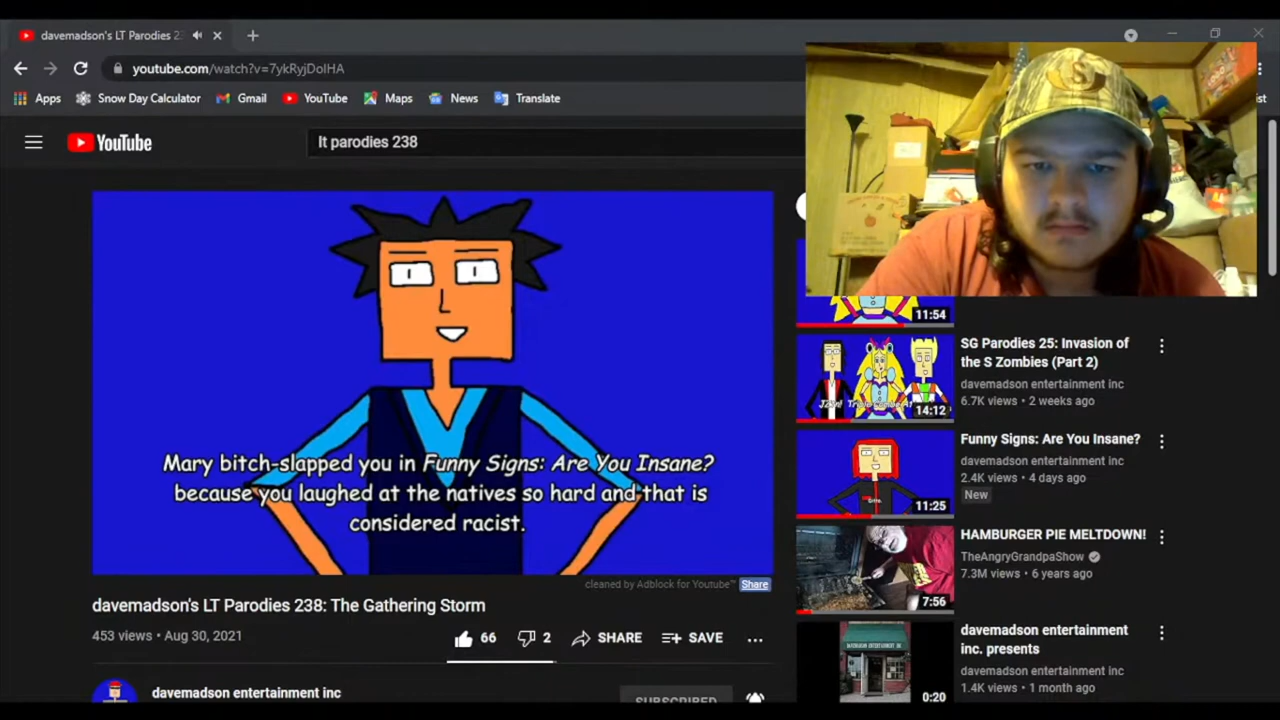 davemadson's LT Parodies 2
youtube.com/watch?v=7ykRyjDoIHA
Apps Snow Day Calculator Gmail YouTube Maps News Translate
YouTube
lt parodies 238
Mary bitch-slapped you in Funny Signs: Are You Insane?
because you laughed at the natives so hard and that is
considered racist.
cleaned by Adblock for Youtube™ Share
davemadson's LT Parodies 238: The Gathering Storm
453 views • Aug 30, 2021
66 2 SHARE SAVE
davemadson entertainment inc
SUBSCRIBED
11:54
SG Parodies 25: Invasion of
the S Zombies (Part 2)
davemadson entertainment inc
6.7K views • 2 weeks ago
14:12
Funny Signs: Are You Insane?
davemadson entertainment inc
2.4K views • 4 days ago
New
11:25
HAMBURGER PIE MELTDOWN!
TheAngryGrandpaShow
7.3M views • 6 years ago
7:56
davemadson entertainment
inc. presents
davemadson entertainment inc
1.4K views • 1 month ago
0:20